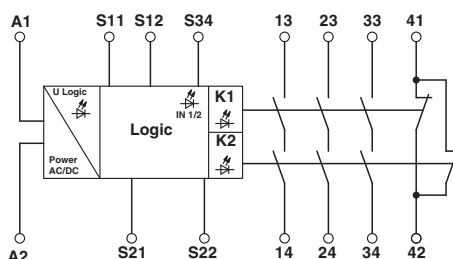 A1 S11 S12 S34 13 23 33 41
U Logic
IN 1/2
K1
Logic
K2
Power
AC/DC
A2 S21 S22 14 24 34 42